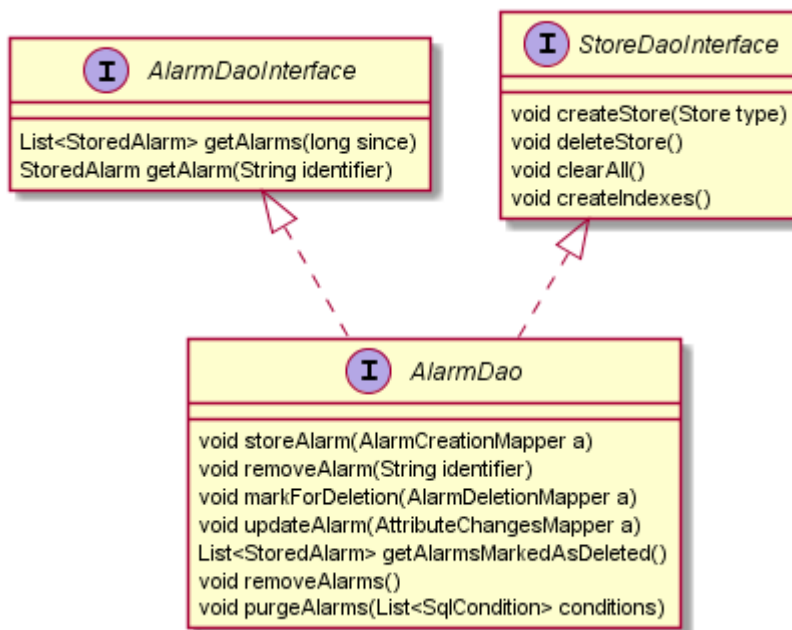 I AlarmDaoInterface
List<StoredAlarm> getAlarms(long since)
StoredAlarm getAlarm(String identifier)
I StoreDaoInterface
void createStore(Store type)
void deleteStore()
void clearAll()
void createIndexes()
I AlarmDao
void storeAlarm(AlarmCreationMapper a)
void removeAlarm(String identifier)
void markForDeletion(AlarmDeletionMapper a)
void updateAlarm(AttributeChangesMapper a)
List<StoredAlarm> getAlarmsMarkedAsDeleted()
void removeAlarms()
void purgeAlarms(List<SqlCondition> conditions)